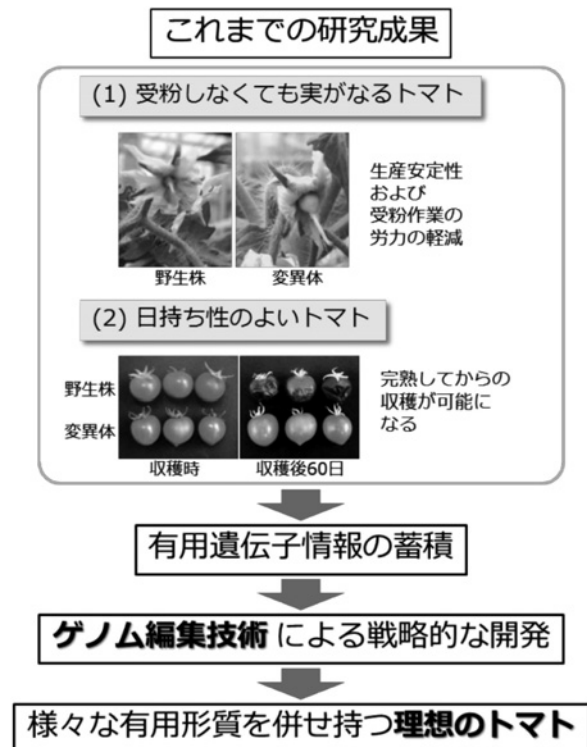 これまでの研究成果
(1) 受粉しなくても実がなるトマト
生産安定性
および
受粉作業の
労力の軽減
野生株
変異体
(2) 日持ち性のよいトマト
野生株
変異体
完熟してからの
収穫が可能に
なる
収穫時
収穫後60日
有用遺伝子情報の蓄積
ゲノム編集技術 による戦略的な開発
様々な有用形質を併せ持つ理想のトマト